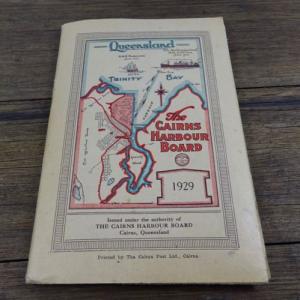 Queensland
TRINITY BAY
The
CAIRNS
HARBOUR
BOARD
1929
Issued under the authority of
THE CAIRNS HARBOUR BOARD
Cairns, Queensland
Printed by The Cairns Post Ltd., Cairns.